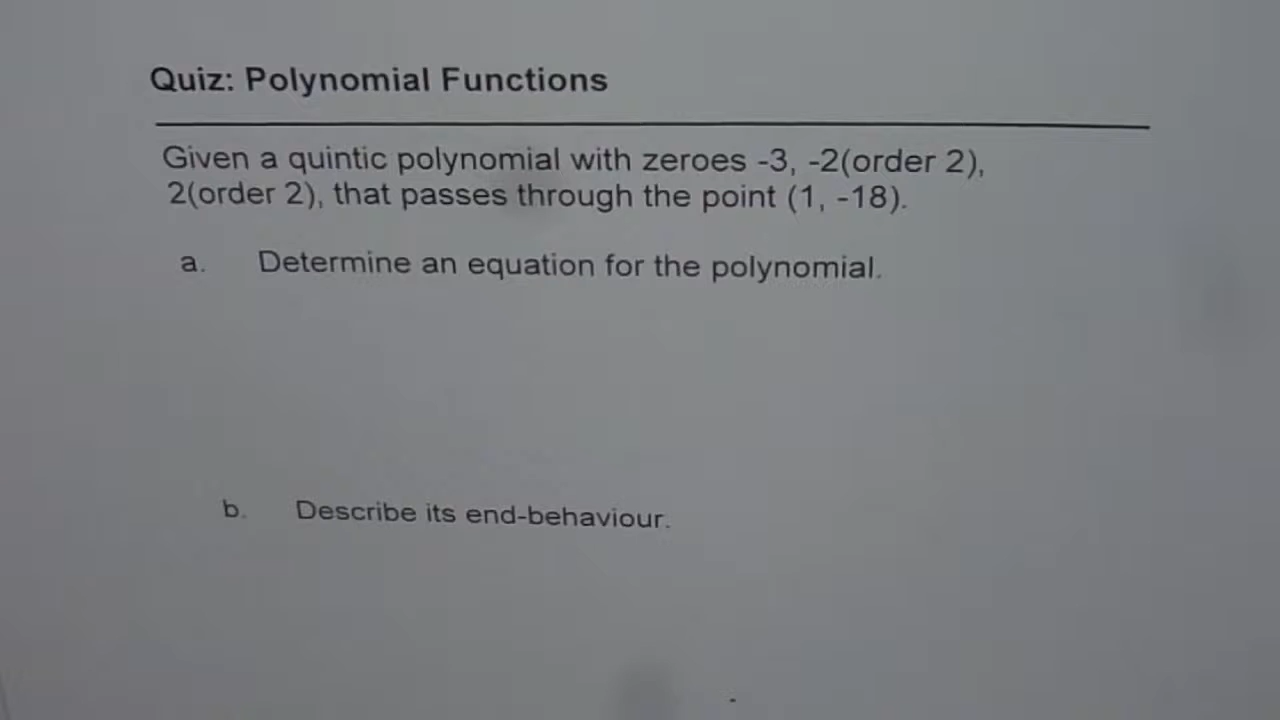 Quiz: Polynomial Functions
Given a quintic polynomial with zeroes -3, -2(order 2),
2(order 2), that passes through the point (1, -18).
a. Determine an equation for the polynomial.
b. Describe its end-behaviour.